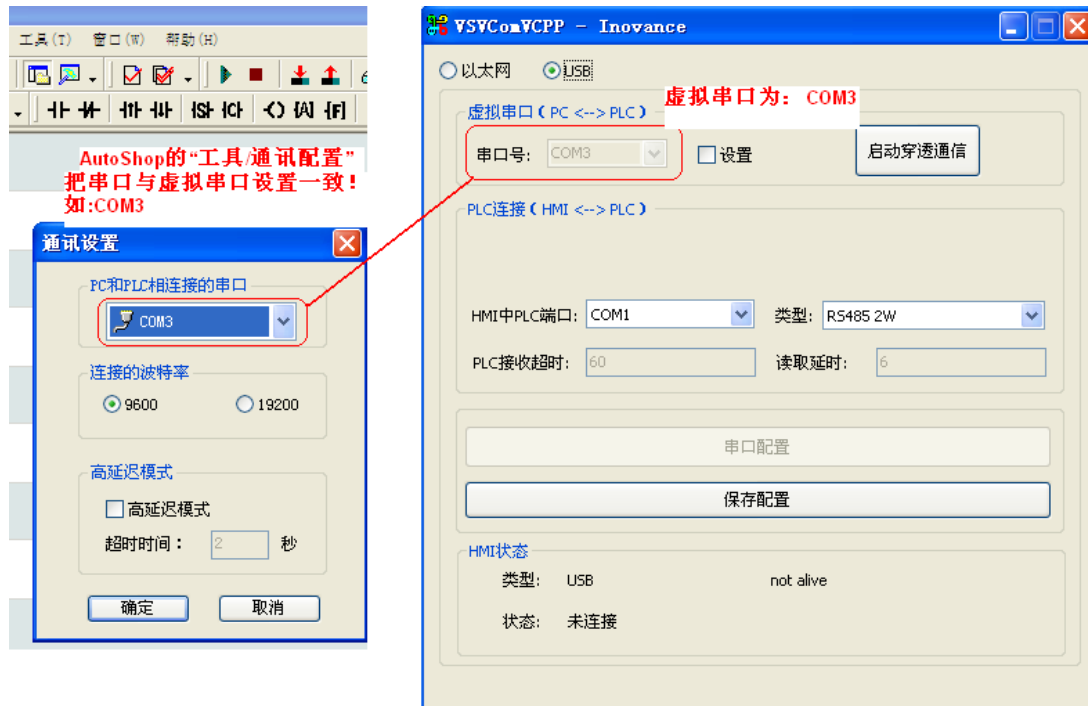 工具(T) 窗口(W) 帮助(H)
AutoShop的“工具/通讯配置”
把串口与虚拟串口设置一致！
如:COM3
通讯设置
PC和PLC相连接的串口
COM3
连接的波特率
9600 19200
高延迟模式
高延迟模式
超时时间： 2 秒
确定 取消
VSVComVCPP - Inovance
以太网 USB
虚拟串口为: COM3
虚拟串口 ( PC <--> PLC )
串口号: COM3 设置 启动穿透通信
PLC连接 ( HMI <--> PLC )
HMI中PLC端口: COM1 类型: RS485 2W
PLC接收超时: 60 读取延时: 6
串口配置
保存配置
HMI状态
类型: USB not alive
状态: 未连接